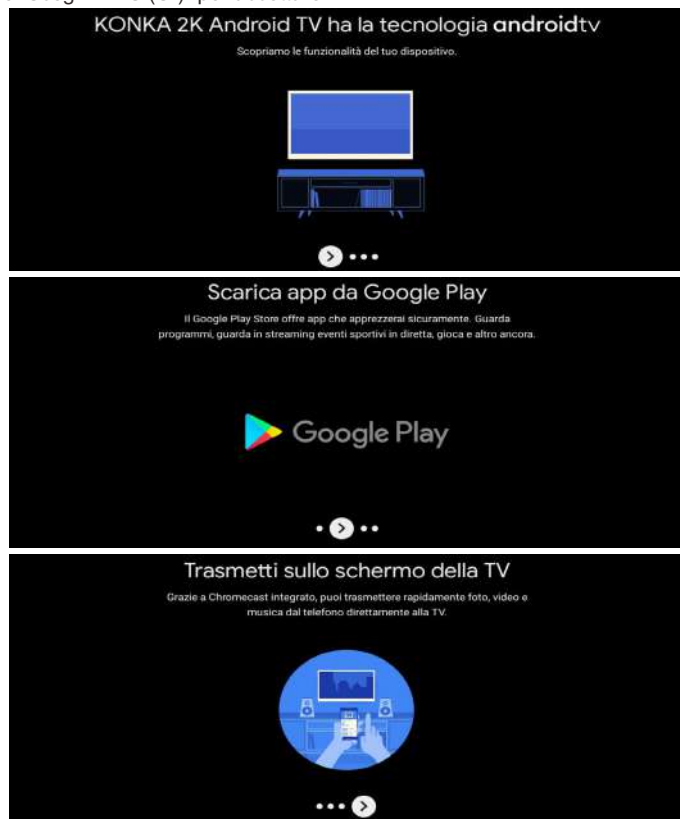 KONKA 2K Android TV ha la tecnologia androidtv
Scopriamo le funzionalità del tuo dispositivo.
Scarica app da Google Play
Il Google Play Store offre app che apprezzerai sicuramente. Guarda
programmi, guarda in streaming eventi sportivi in diretta, gioca e altro ancora.
Google Play
Trasmetti sullo schermo della TV
Grazie a Chromecast integrato, puoi trasmettere rapidamente foto, video e
musica dal telefono direttamente alla TV.